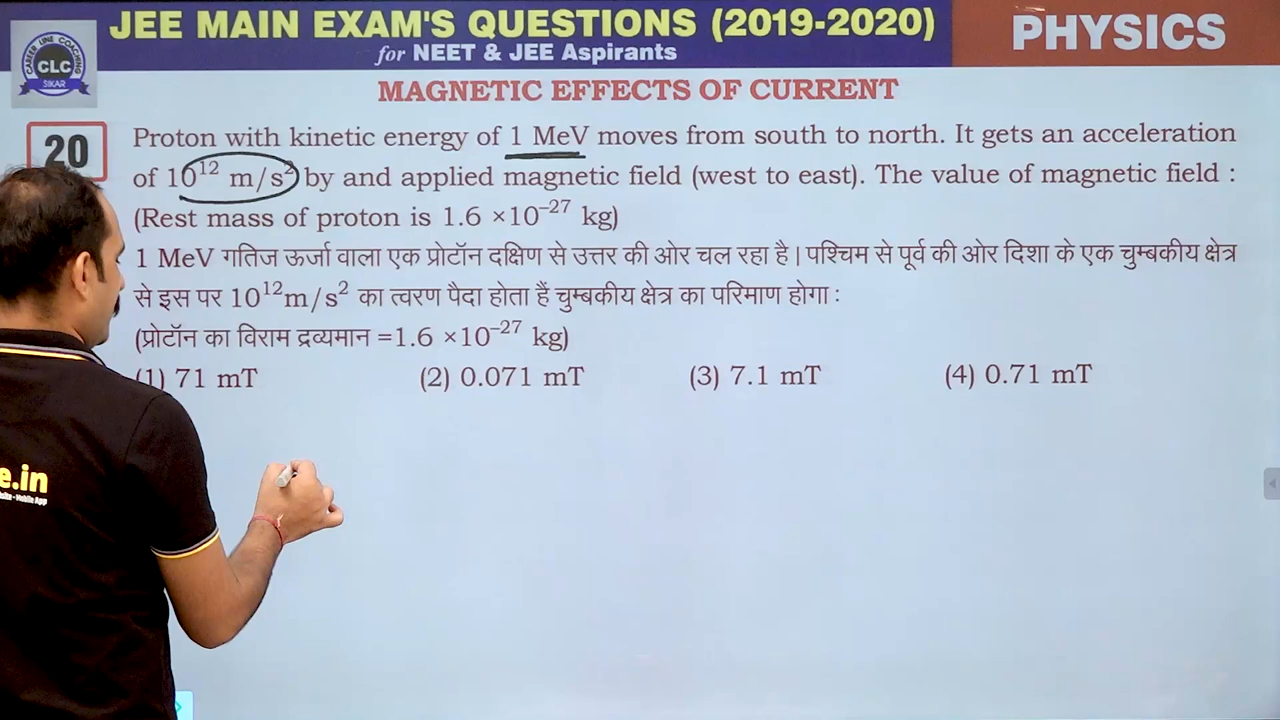 JEE MAIN EXAM'S QUESTIONS (2019-2020)
for NEET & JEE Aspirants
PHYSICS
CAREER LINE COACHING
CLC
SIKAR
MAGNETIC EFFECTS OF CURRENT
20
Proton with kinetic energy of 1 MeV moves from south to north. It gets an acceleration
of 10¹² m/s² by and applied magnetic field (west to east). The value of magnetic field :
(Rest mass of proton is 1.6 ×10⁻²⁷ kg)
1 MeV गतिज ऊर्जा वाला एक प्रोटॉन दक्षिण से उत्तर की ओर चल रहा है। पश्चिम से पूर्व की ओर दिशा के एक चुम्बकीय क्षेत्र
से इस पर 10¹²m/s² का त्वरण पैदा होता हैं चुम्बकीय क्षेत्र का परिमाण होगा :
(प्रोटॉन का विराम द्रव्यमान =1.6 ×10⁻²⁷ kg)
(1) 71 mT (2) 0.071 mT (3) 7.1 mT (4) 0.71 mT
e.in